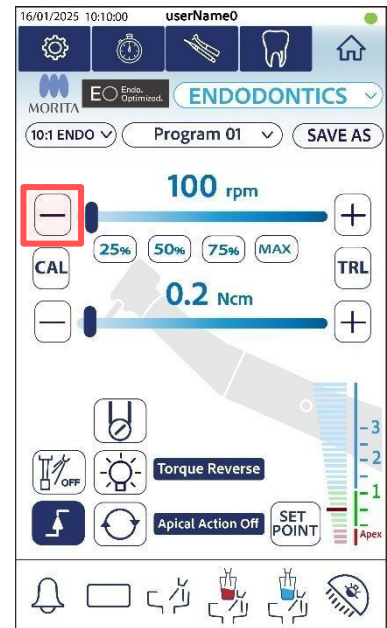 16/01/2025 10:10:00 userName0
MORITA
EO Endo. Optimized.
ENDODONTICS
10:1 ENDO
Program 01
SAVE AS
100 rpm
25% 50% 75% MAX
CAL
TRL
0.2 Ncm
3
2
1
OFF
Torque Reverse
Apical Action Off
SET POINT
Apex